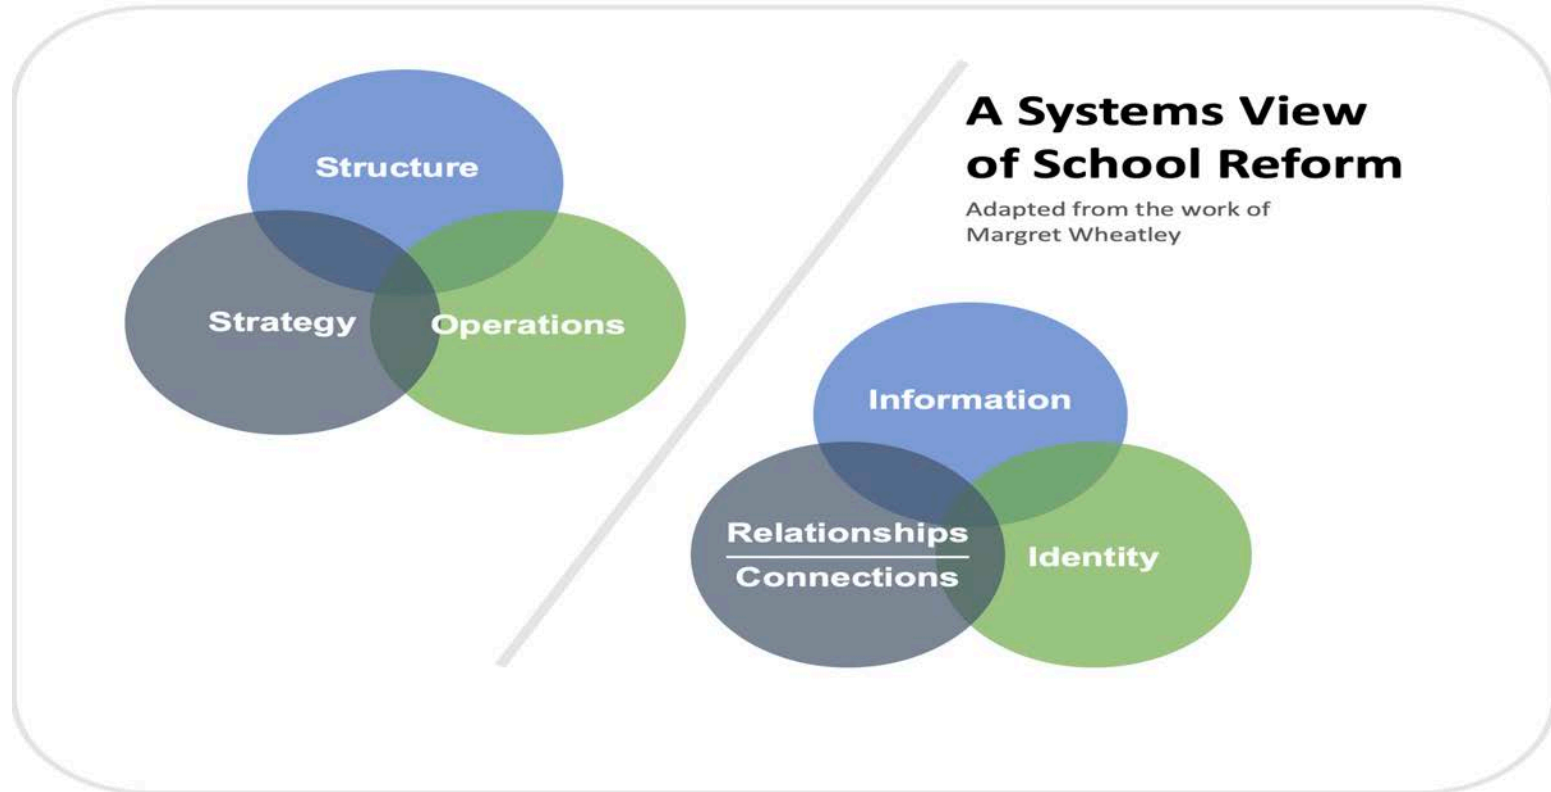 Structure
Strategy
Operations
A Systems View
of School Reform
Adapted from the work of
Margret Wheatley
Information
Relationships
Connections
Identity